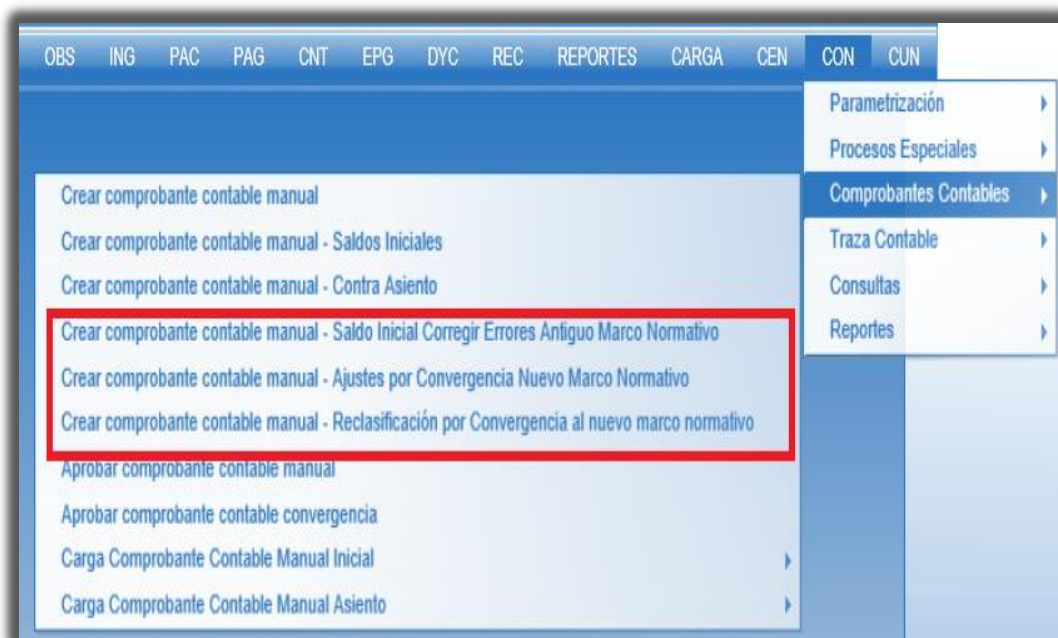 OBS ING PAC PAG CNT EPG DYC REC REPORTES CARGA CEN CON CUN
Parametrización
Procesos Especiales
Comprobantes Contables
Traza Contable
Consultas
Reportes
Crear comprobante contable manual
Crear comprobante contable manual - Saldos Iniciales
Crear comprobante contable manual - Contra Asiento
Crear comprobante contable manual - Saldo Inicial Corregir Errores Antiguo Marco Normativo
Crear comprobante contable manual - Ajustes por Convergencia Nuevo Marco Normativo
Crear comprobante contable manual - Reclasificación por Convergencia al nuevo marco normativo
Aprobar comprobante contable manual
Aprobar comprobante contable convergencia
Carga Comprobante Contable Manual Inicial
Carga Comprobante Contable Manual Asiento